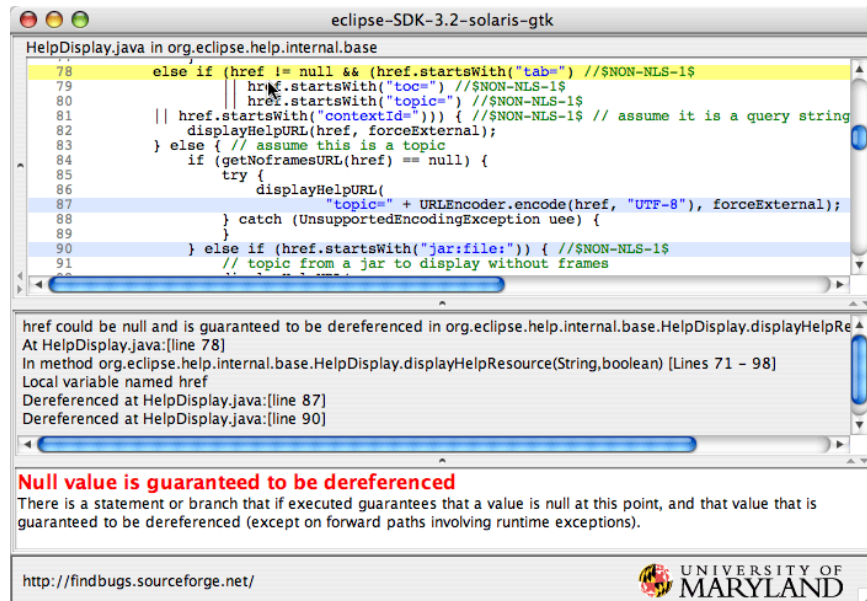 eclipse-SDK-3.2-solaris-gtk
HelpDisplay.java in org.eclipse.help.internal.base
78 else if (href != null && (href.startsWith("tab=") //$NON-NLS-1$
79 || href.startsWith("toc=") //$NON-NLS-1$
80 || href.startsWith("topic=") //$NON-NLS-1$
81 || href.startsWith("contextId="))) { //$NON-NLS-1$ // assume it is a query string
82 displayHelpURL(href, forceExternal);
83 } else { // assume this is a topic
84 if (getNoframesURL(href) == null) {
85 try {
86 displayHelpURL(
87 "topic=" + URLEncoder.encode(href, "UTF-8"), forceExternal);
88 } catch (UnsupportedEncodingException uee) {
89 }
90 } else if (href.startsWith("jar:file:")) { //$NON-NLS-1$
91 // topic from a jar to display without frames
href could be null and is guaranteed to be dereferenced in org.eclipse.help.internal.base.HelpDisplay.displayHelpRe
At HelpDisplay.java:[line 78]
In method org.eclipse.help.internal.base.HelpDisplay.displayHelpResource(String,boolean) [Lines 71 - 98]
Local variable named href
Dereferenced at HelpDisplay.java:[line 87]
Dereferenced at HelpDisplay.java:[line 90]
Null value is guaranteed to be dereferenced
There is a statement or branch that if executed guarantees that a value is null at this point, and that value that is
guaranteed to be dereferenced (except on forward paths involving runtime exceptions).
http://findbugs.sourceforge.net/
UNIVERSITY OF
MARYLAND